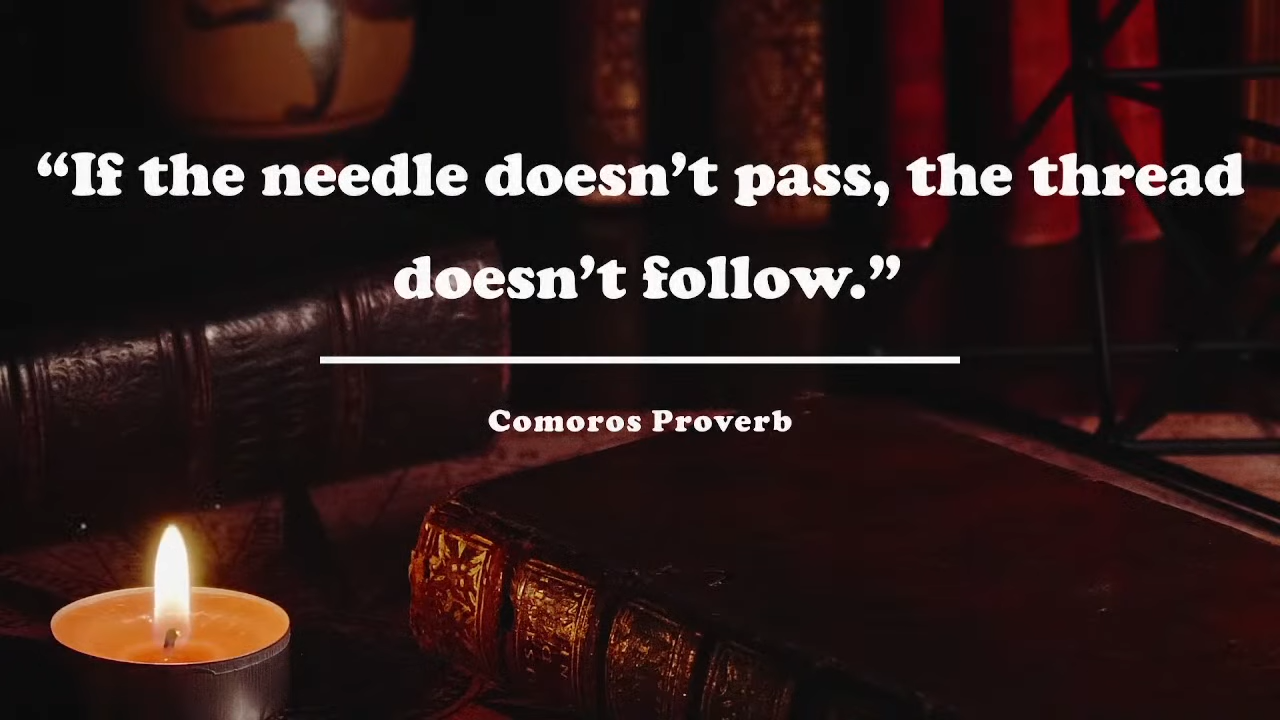 “If the needle doesn’t pass, the thread
doesn’t follow.”
Comoros Proverb